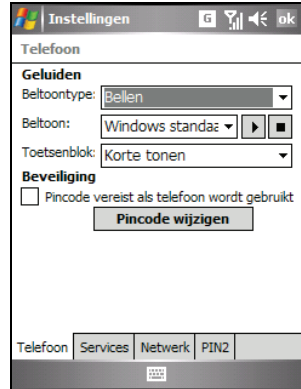 Instellingen G ok
Telefoon
Geluiden
Beltoontype: Bellen
Beltoon: Windows standaa
Toetsenblok: Korte tonen
Beveiliging
Pincode vereist als telefoon wordt gebruikt
Pincode wijzigen
Telefoon Services Netwerk PIN2